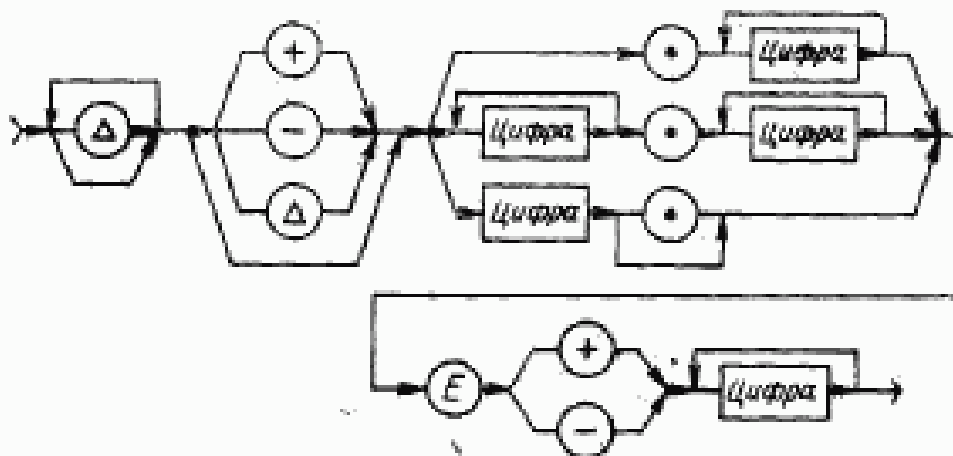 +
• Цифра
Δ - Цифра • Цифра
Δ Цифра •
+
E Цифра
-